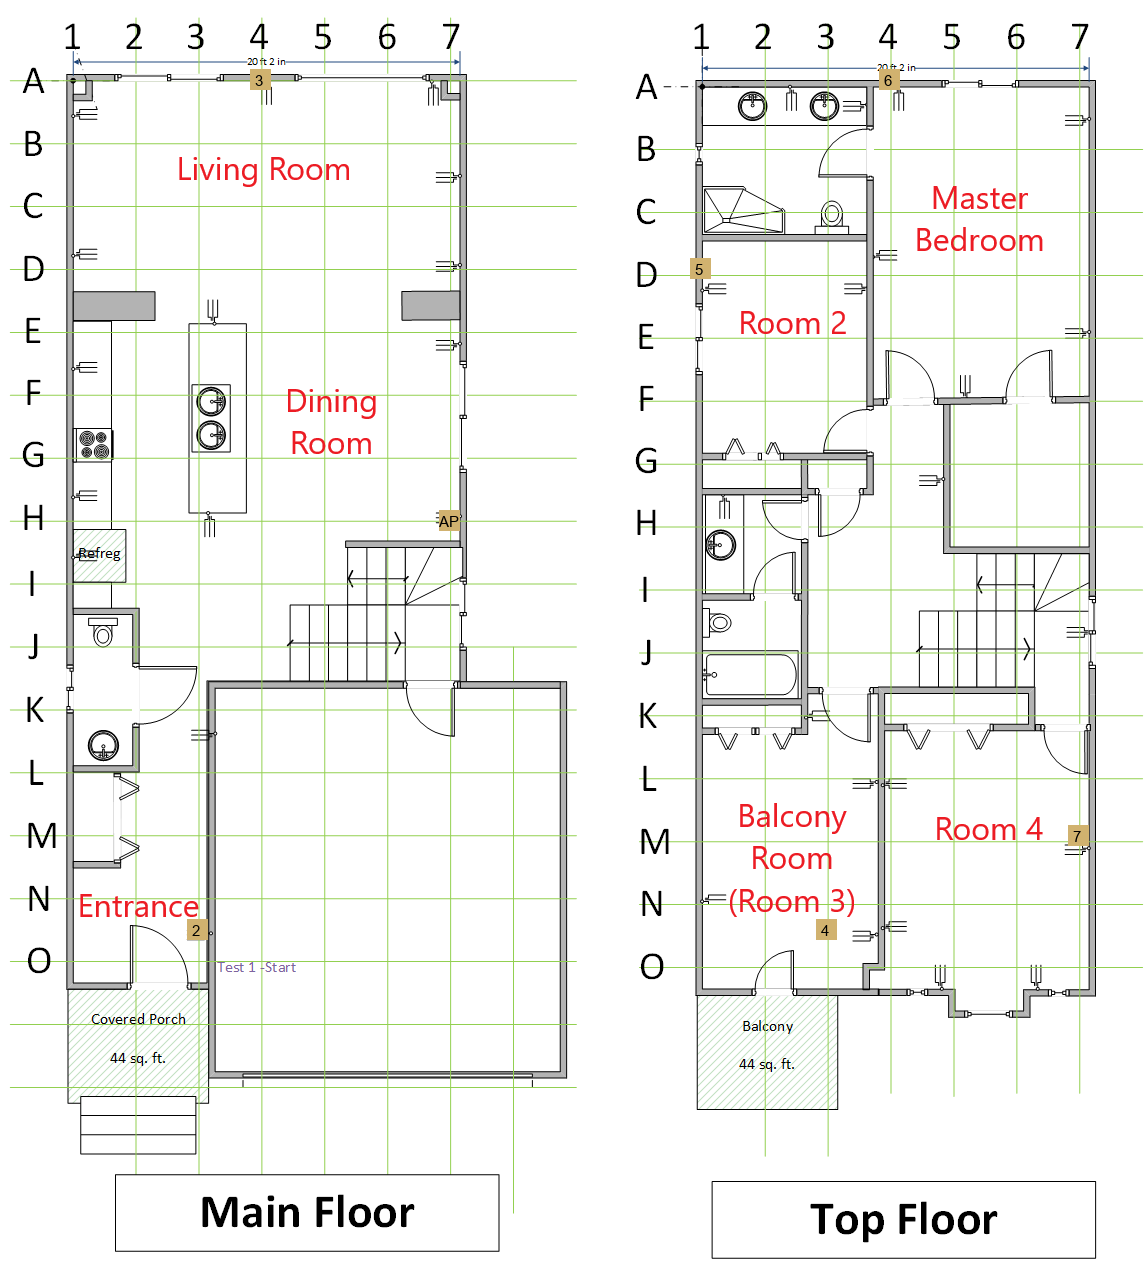 1 2 3 4 5 6 7
20 ft 2 in
A
3
B
Living Room
C
D
E
F
Dining
Room
G
H
AP
Refreg
I
J
K
L
M
N
Entrance
2
O
Test 1 -Start
Covered Porch
44 sq. ft.
Main Floor
1 2 3 4 5 6 7
20 ft 2 in
A
6
B
C
Master
Bedroom
D
5
E
Room 2
F
G
H
I
J
K
L
M
Balcony
Room
(Room 3)
Room 4
7
N
4
O
Balcony
44 sq. ft.
Top Floor